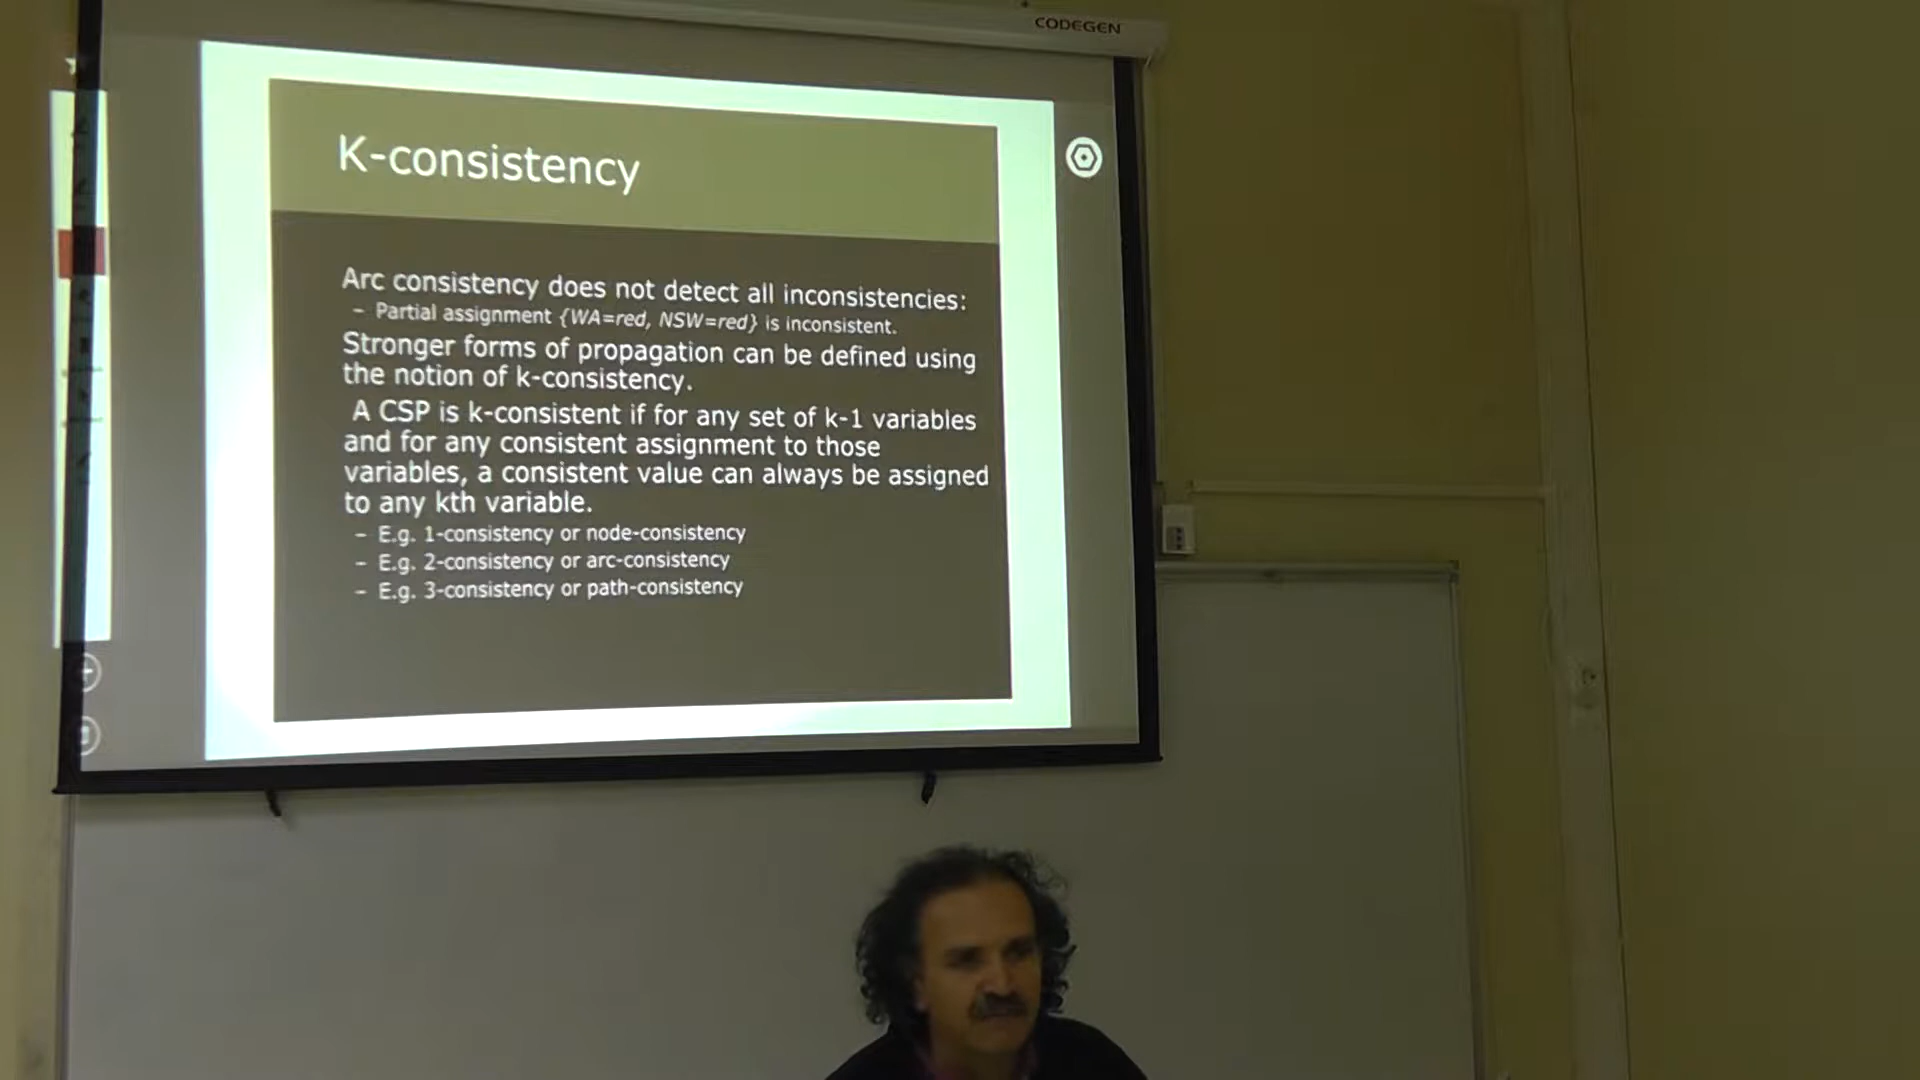 CODEGEN
K-consistency
Arc consistency does not detect all inconsistencies:
– Partial assignment {WA=red, NSW=red} is inconsistent.
Stronger forms of propagation can be defined using
the notion of k-consistency.
A CSP is k-consistent if for any set of k-1 variables
and for any consistent assignment to those
variables, a consistent value can always be assigned
to any kth variable.
– E.g. 1-consistency or node-consistency
– E.g. 2-consistency or arc-consistency
– E.g. 3-consistency or path-consistency